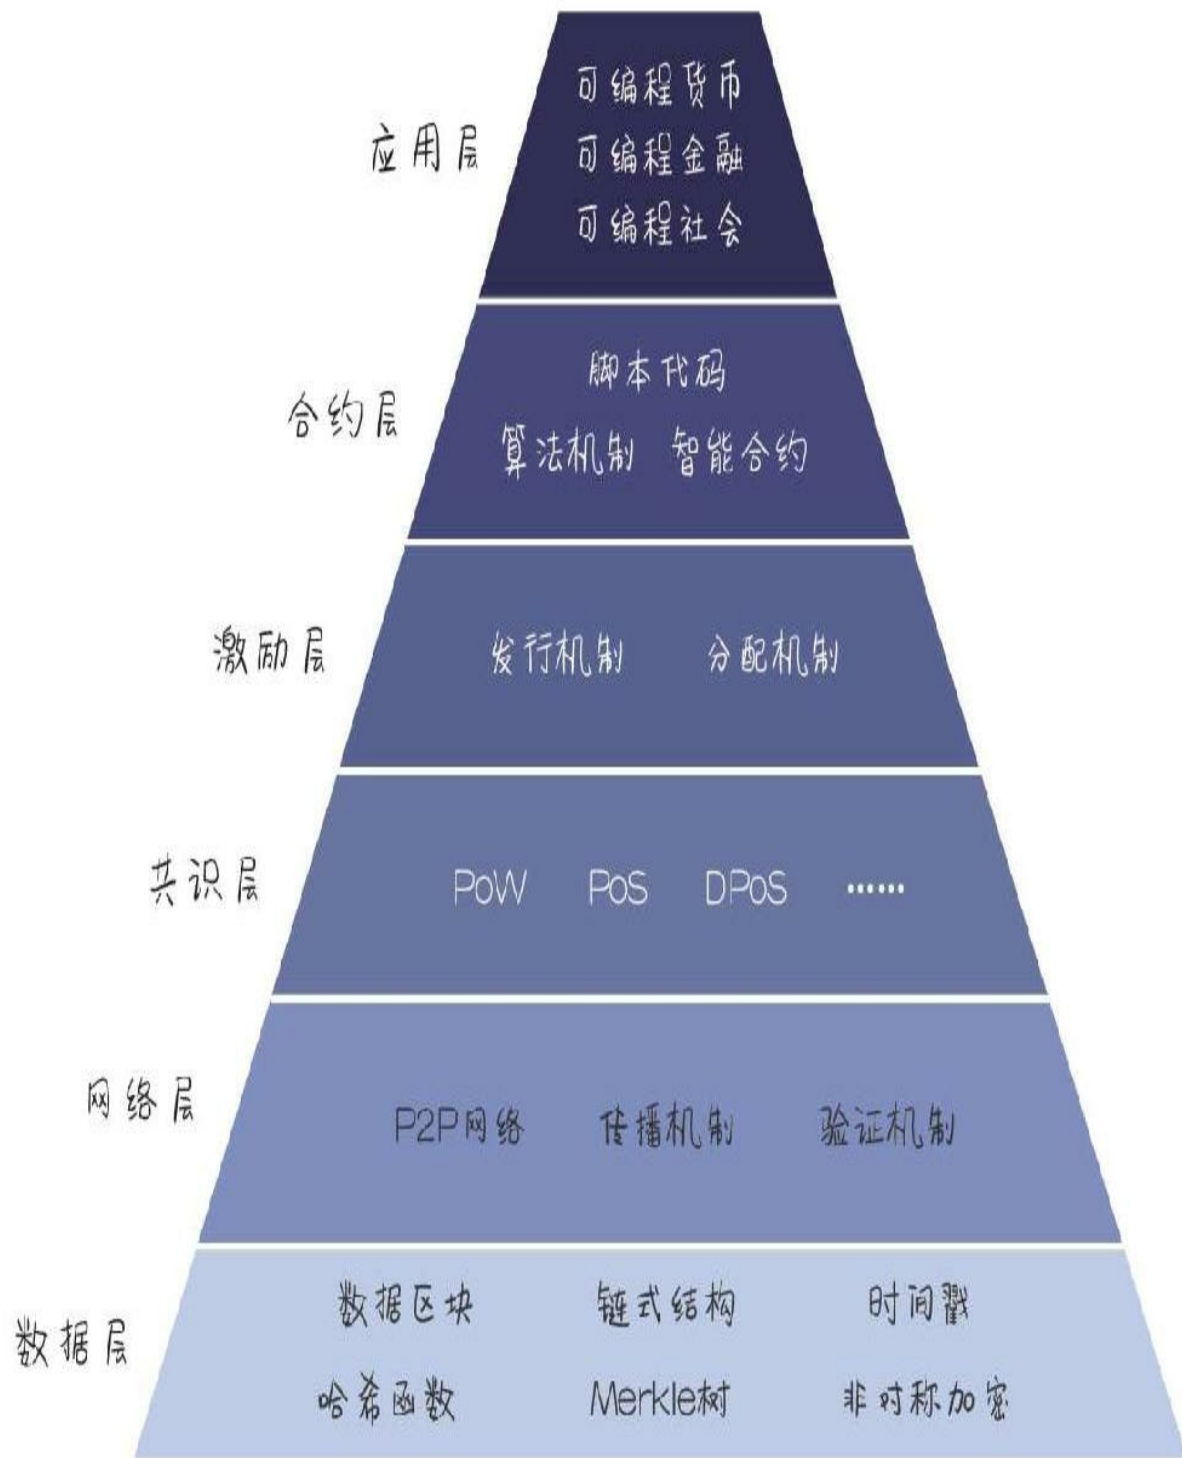 可编程货币
应用层 可编程金融
可编程社会
脚本代码
合约层
算法机制 智能合约
激励层 发行机制 分配机制
共识层 PoW PoS DPoS ......
网络层 P2P网络 传播机制 验证机制
数据区块 链式结构 时间戳
数据层
哈希函数 Merkle树 非对称加密